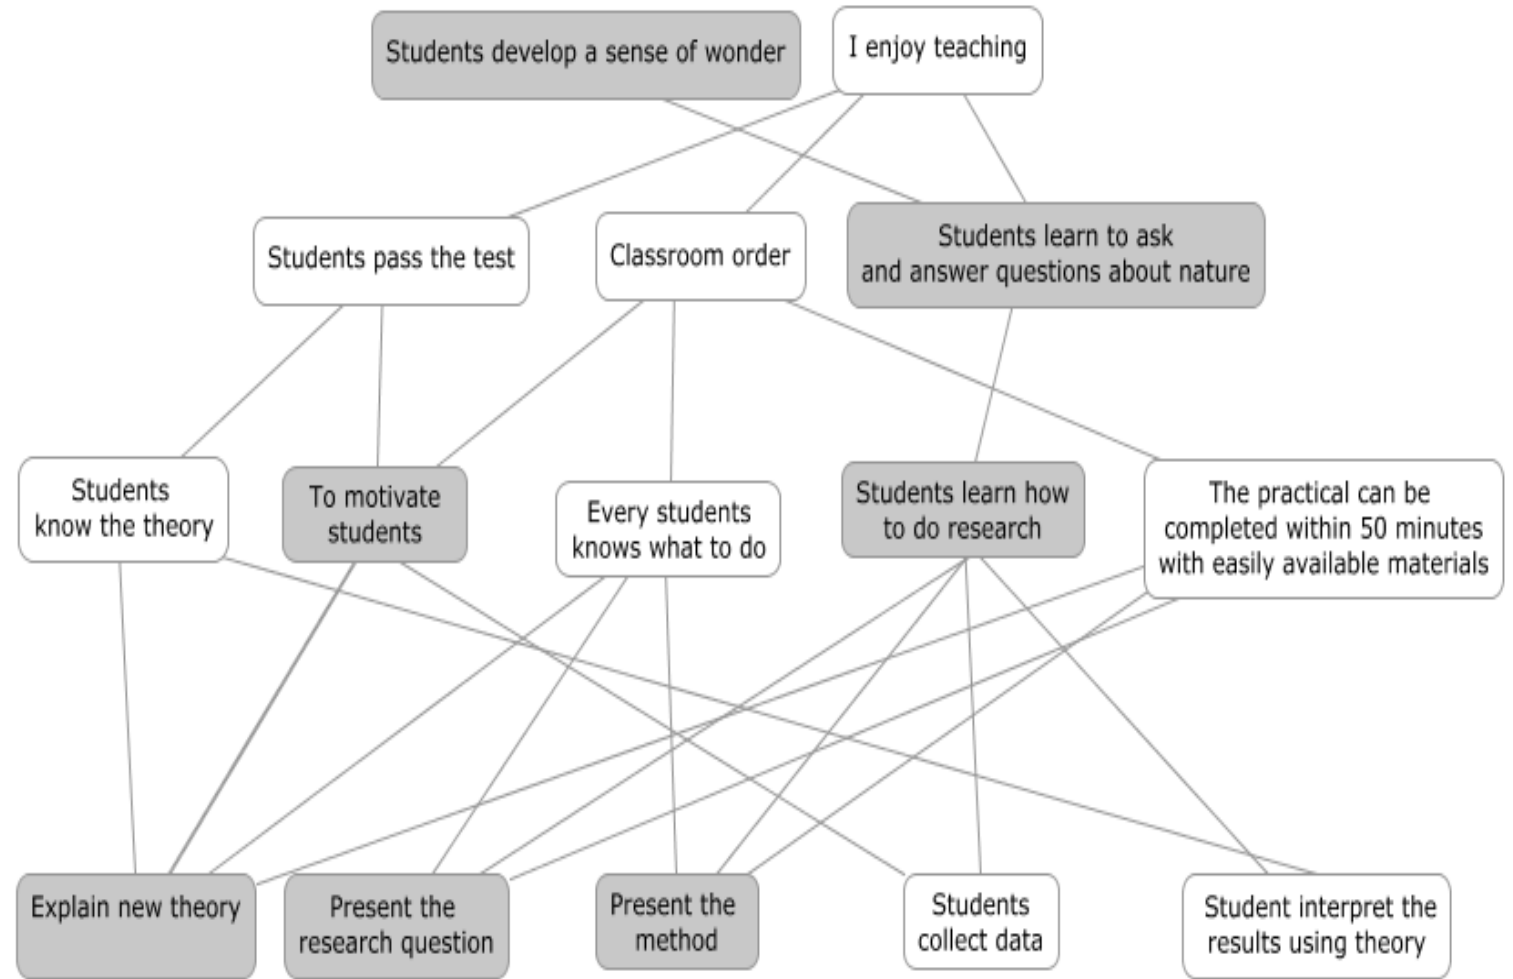 Students develop a sense of wonder
I enjoy teaching
Students pass the test
Classroom order
Students learn to ask
and answer questions about nature
Students
know the theory
To motivate
students
Every students
knows what to do
Students learn how
to do research
The practical can be
completed within 50 minutes
with easily available materials
Explain new theory
Present the
research question
Present the
method
Students
collect data
Student interpret the
results using theory